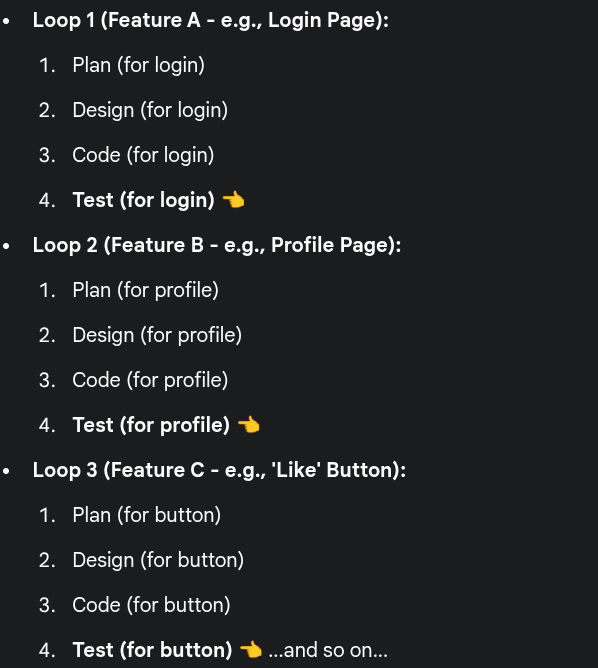 • Loop 1 (Feature A - e.g., Login Page):
1. Plan (for login)
2. Design (for login)
3. Code (for login)
4. Test (for login) 👈
• Loop 2 (Feature B - e.g., Profile Page):
1. Plan (for profile)
2. Design (for profile)
3. Code (for profile)
4. Test (for profile) 👈
• Loop 3 (Feature C - e.g., 'Like' Button):
1. Plan (for button)
2. Design (for button)
3. Code (for button)
4. Test (for button) 👈 ...and so on...